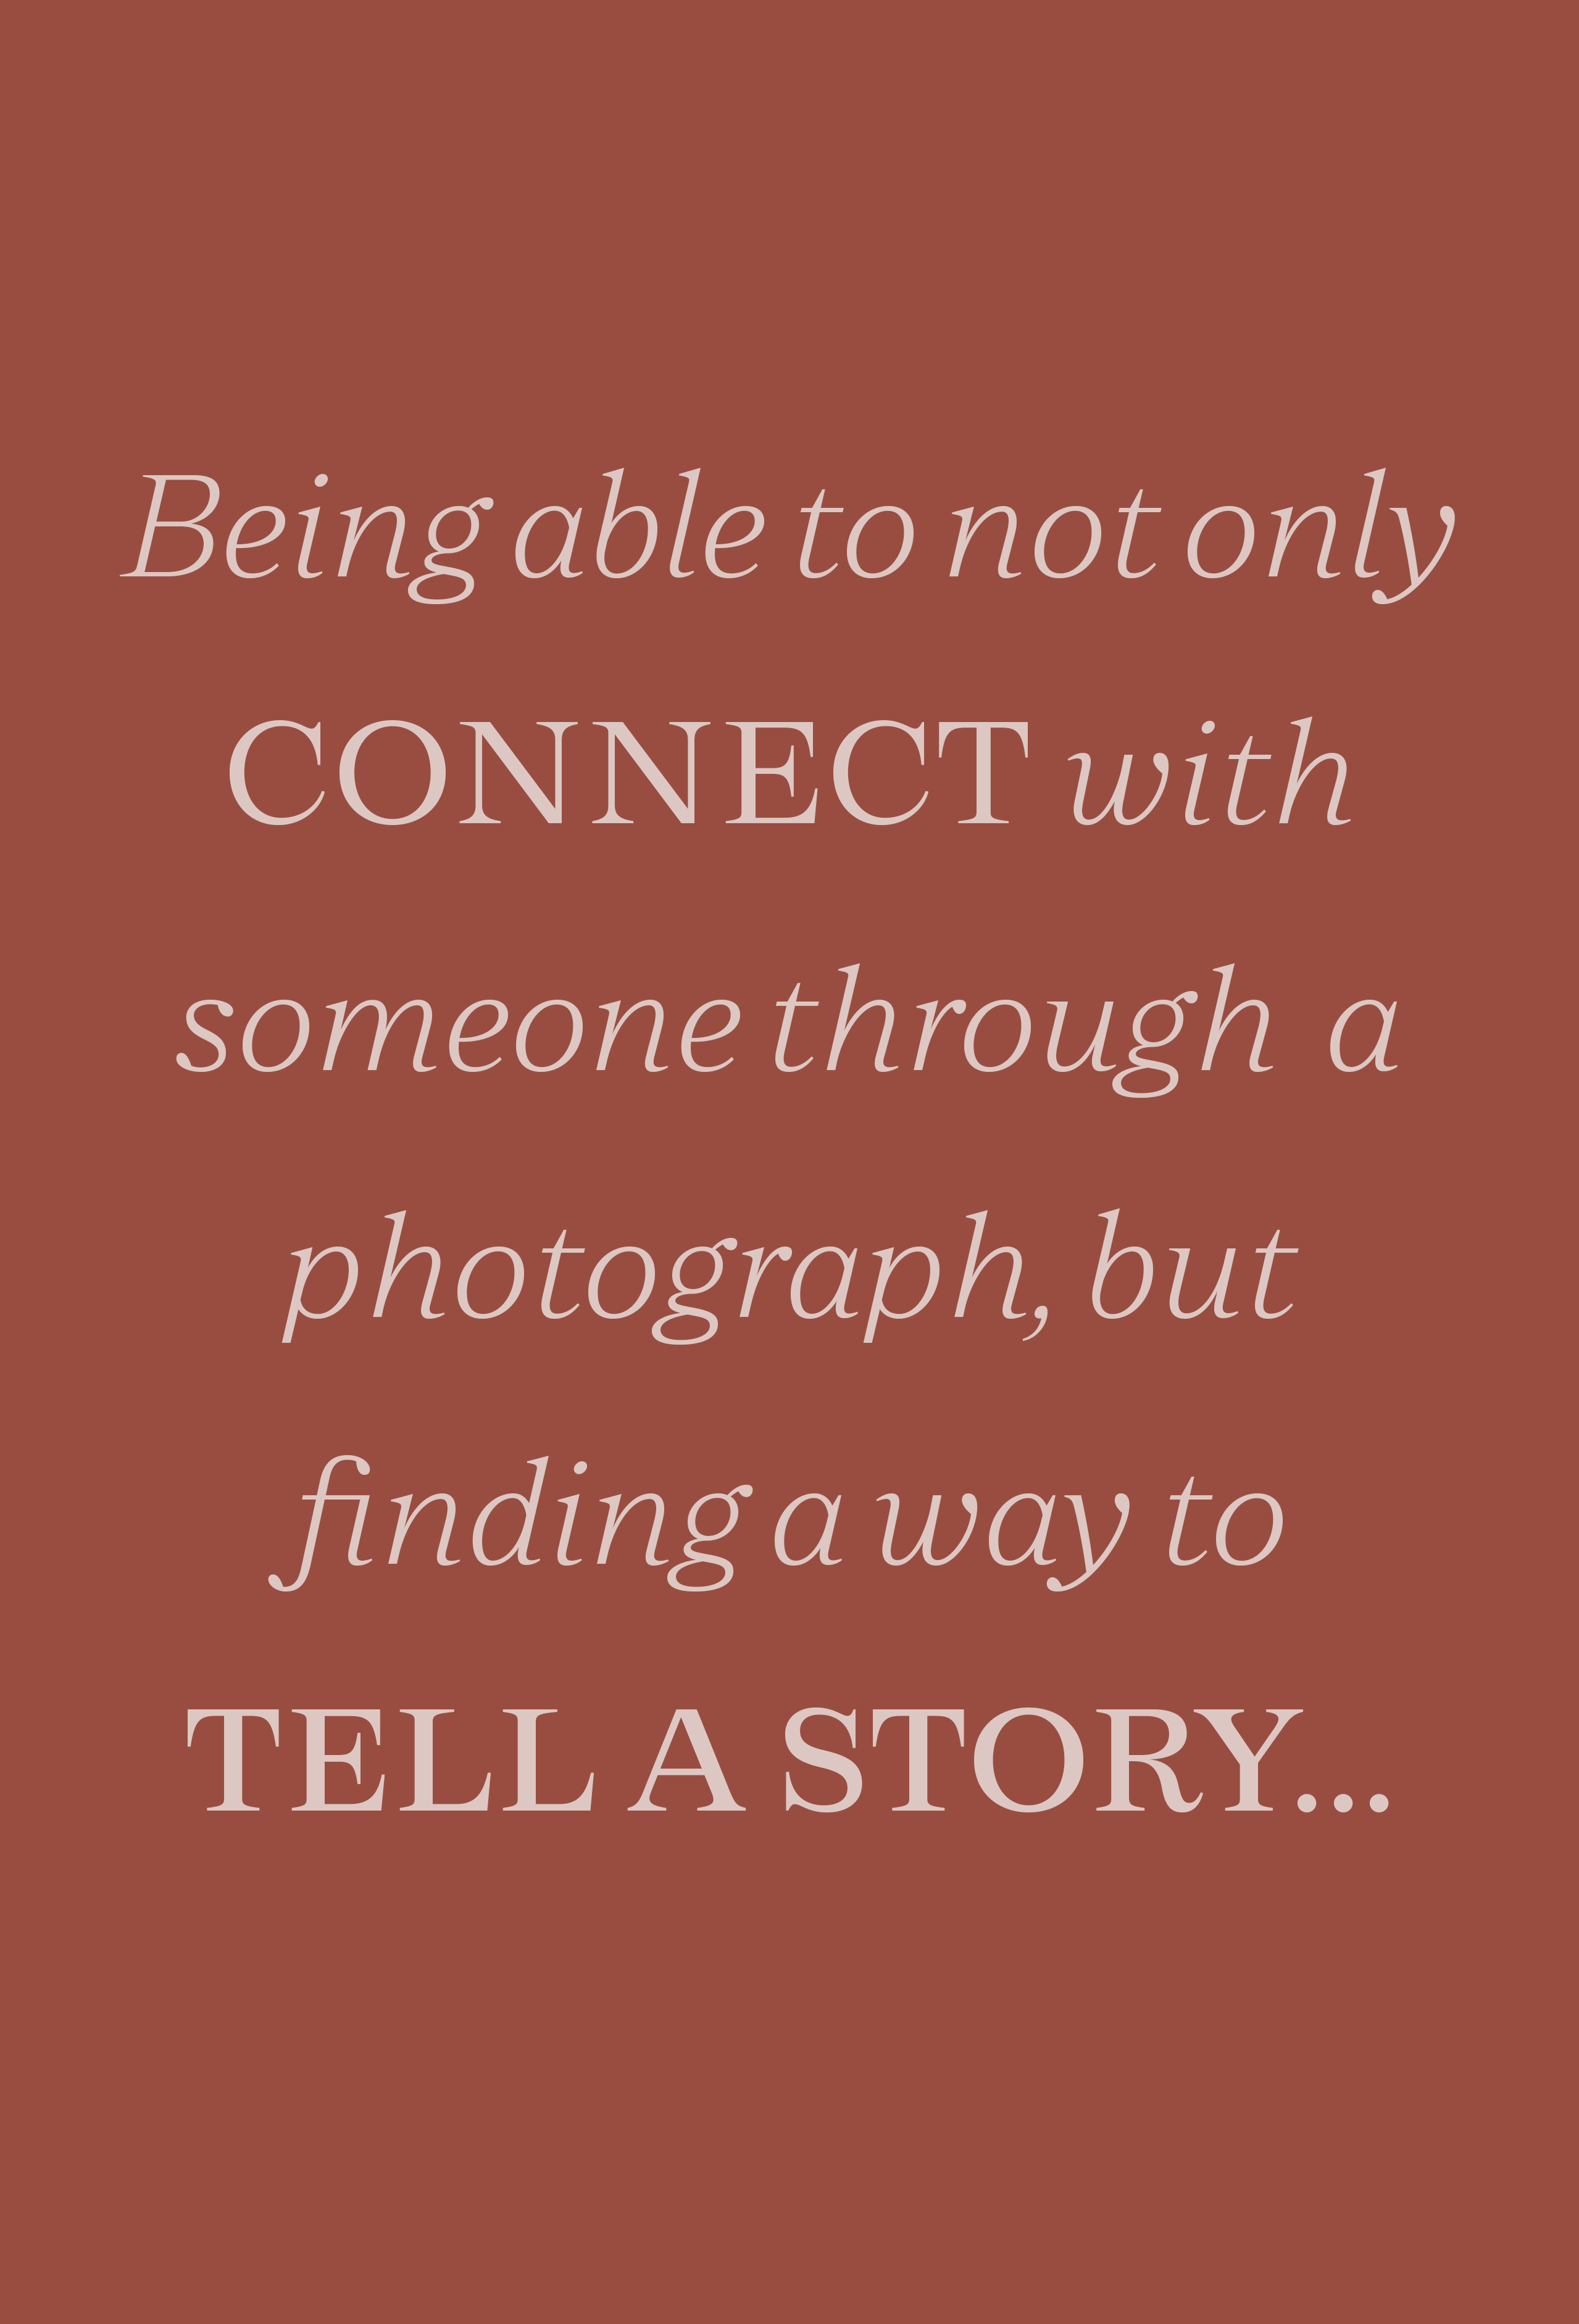 Being able to not only
CONNECT with
someone through a
photograph, but
finding a way to
TELL A STORY...